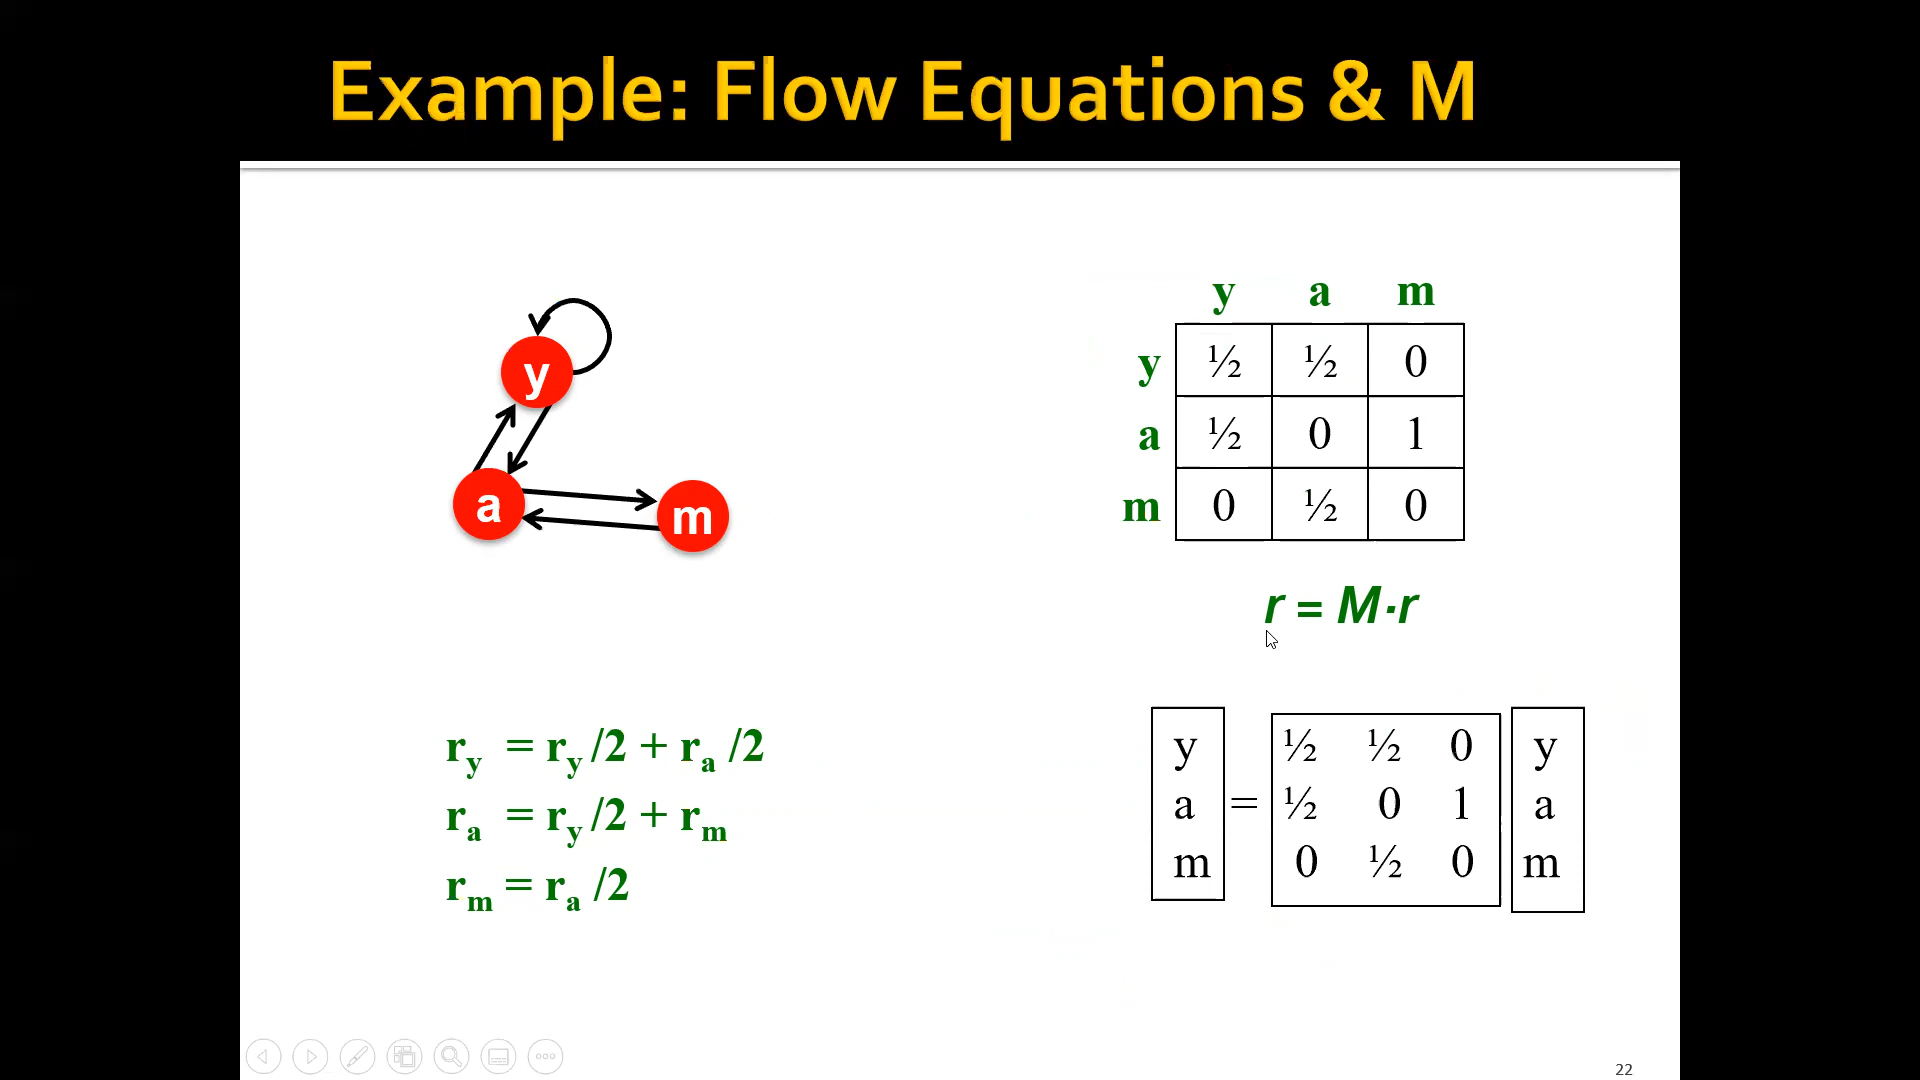 Example: Flow Equations & M
y
a
m
y a m
y ½ ½ 0
a ½ 0 1
m 0 ½ 0
r = M·r
r_y = r_y /2 + r_a /2
r_a = r_y /2 + r_m
r_m = r_a /2
y ½ ½ 0 y
a = ½ 0 1 a
m 0 ½ 0 m
22